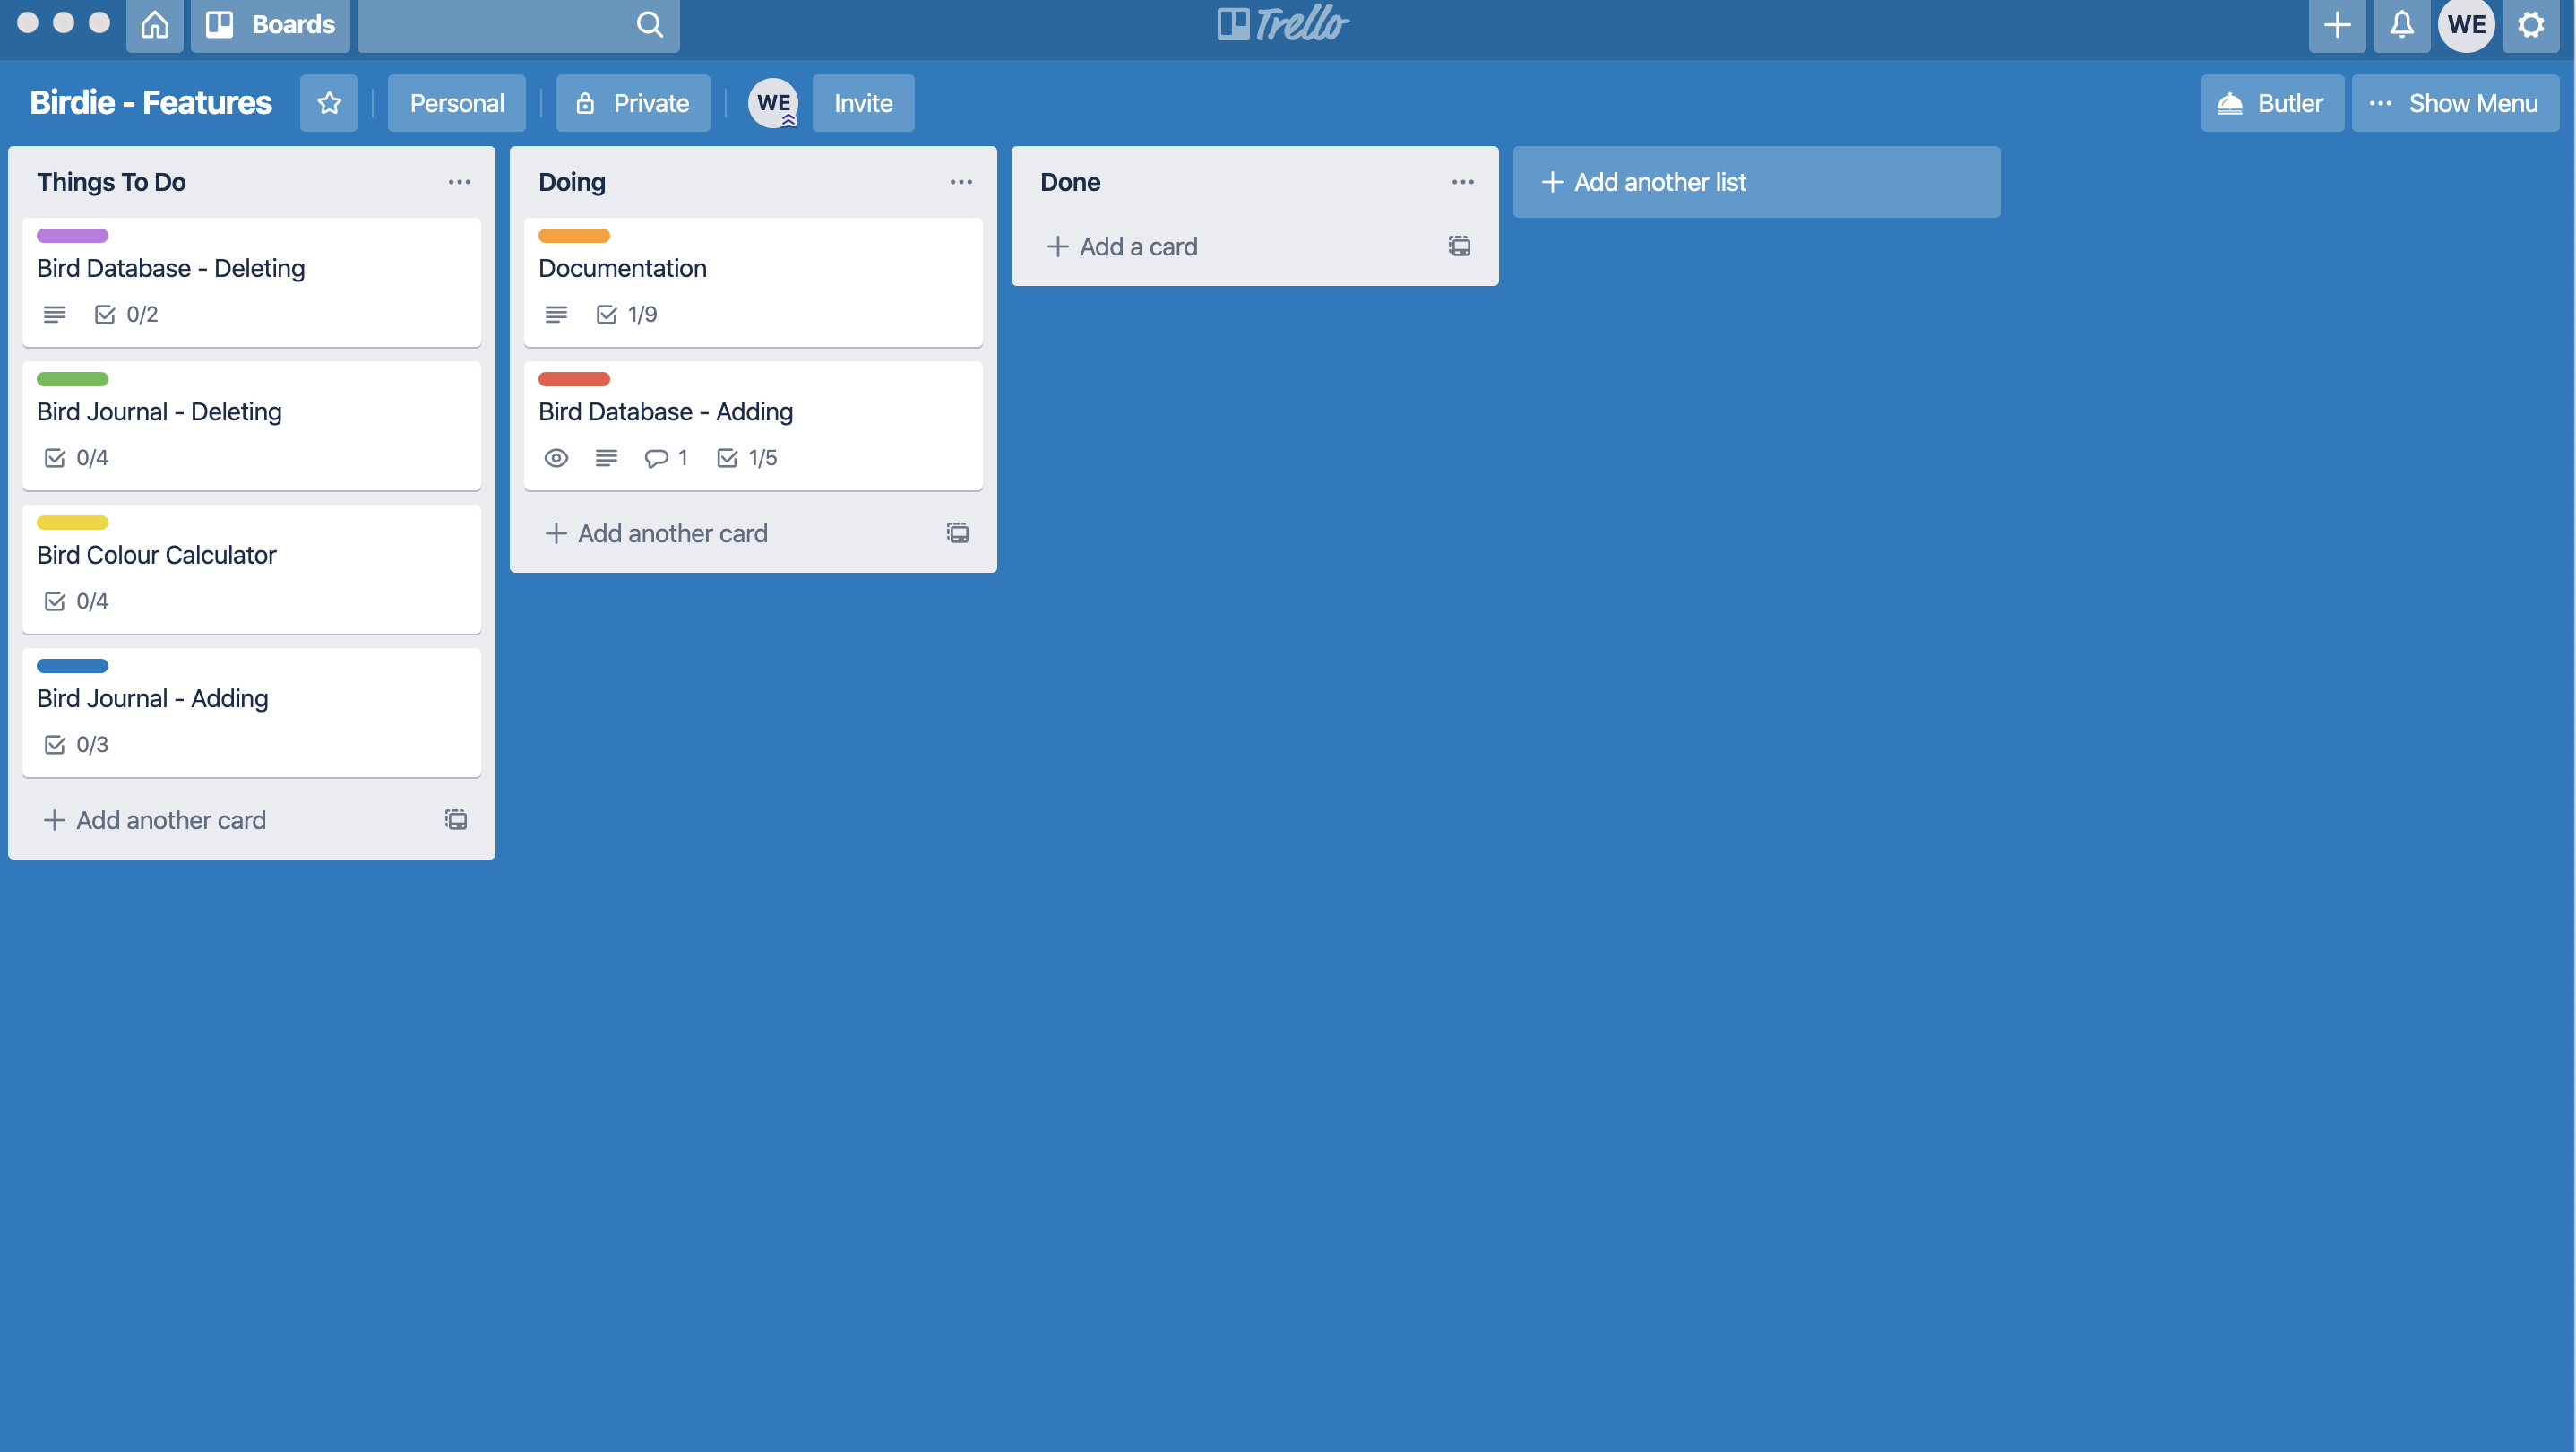 Boards
Trello
WE
Birdie - Features
Personal
Private
WE
Invite
Butler
Show Menu
Things To Do
Bird Database - Deleting
0/2
Bird Journal - Deleting
0/4
Bird Colour Calculator
0/4
Bird Journal - Adding
0/3
Add another card
Doing
Documentation
1/9
Bird Database - Adding
1 1/5
Add another card
Done
Add a card
Add another list